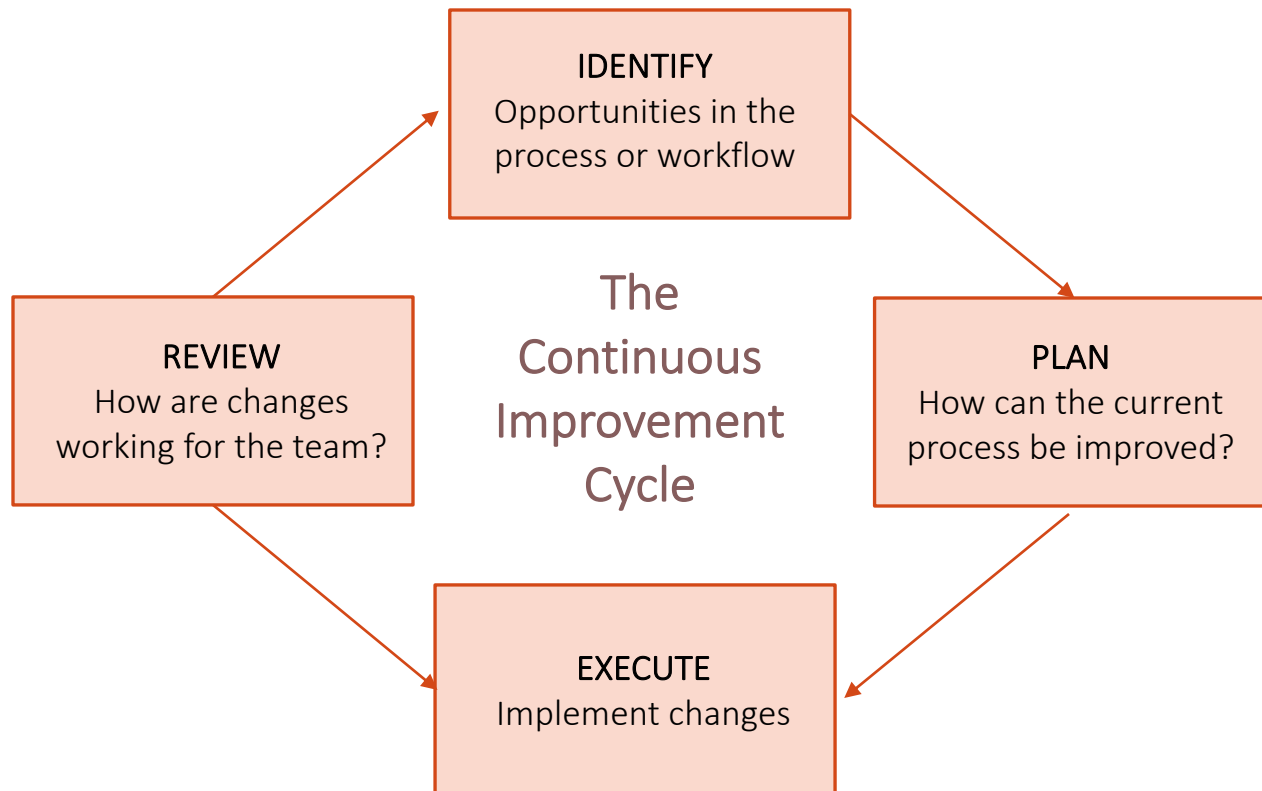 IDENTIFY
Opportunities in the
process or workflow
The
Continuous
Improvement
Cycle
REVIEW
How are changes
working for the team?
PLAN
How can the current
process be improved?
EXECUTE
Implement changes